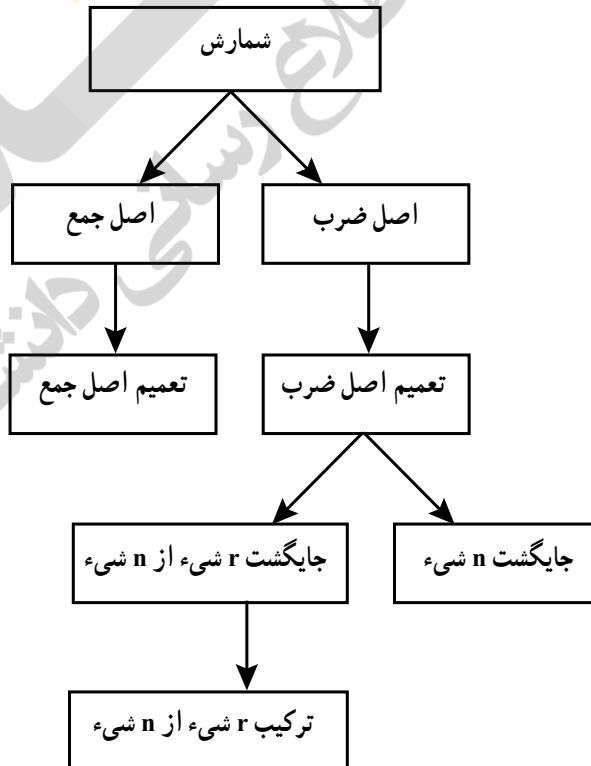 شمارش
اصل ضرب
اصل جمع
تعمیم اصل ضرب
تعمیم اصل جمع
جایگشت n شیء
جایگشت r شیء از n شیء
ترکیب r شیء از n شیء